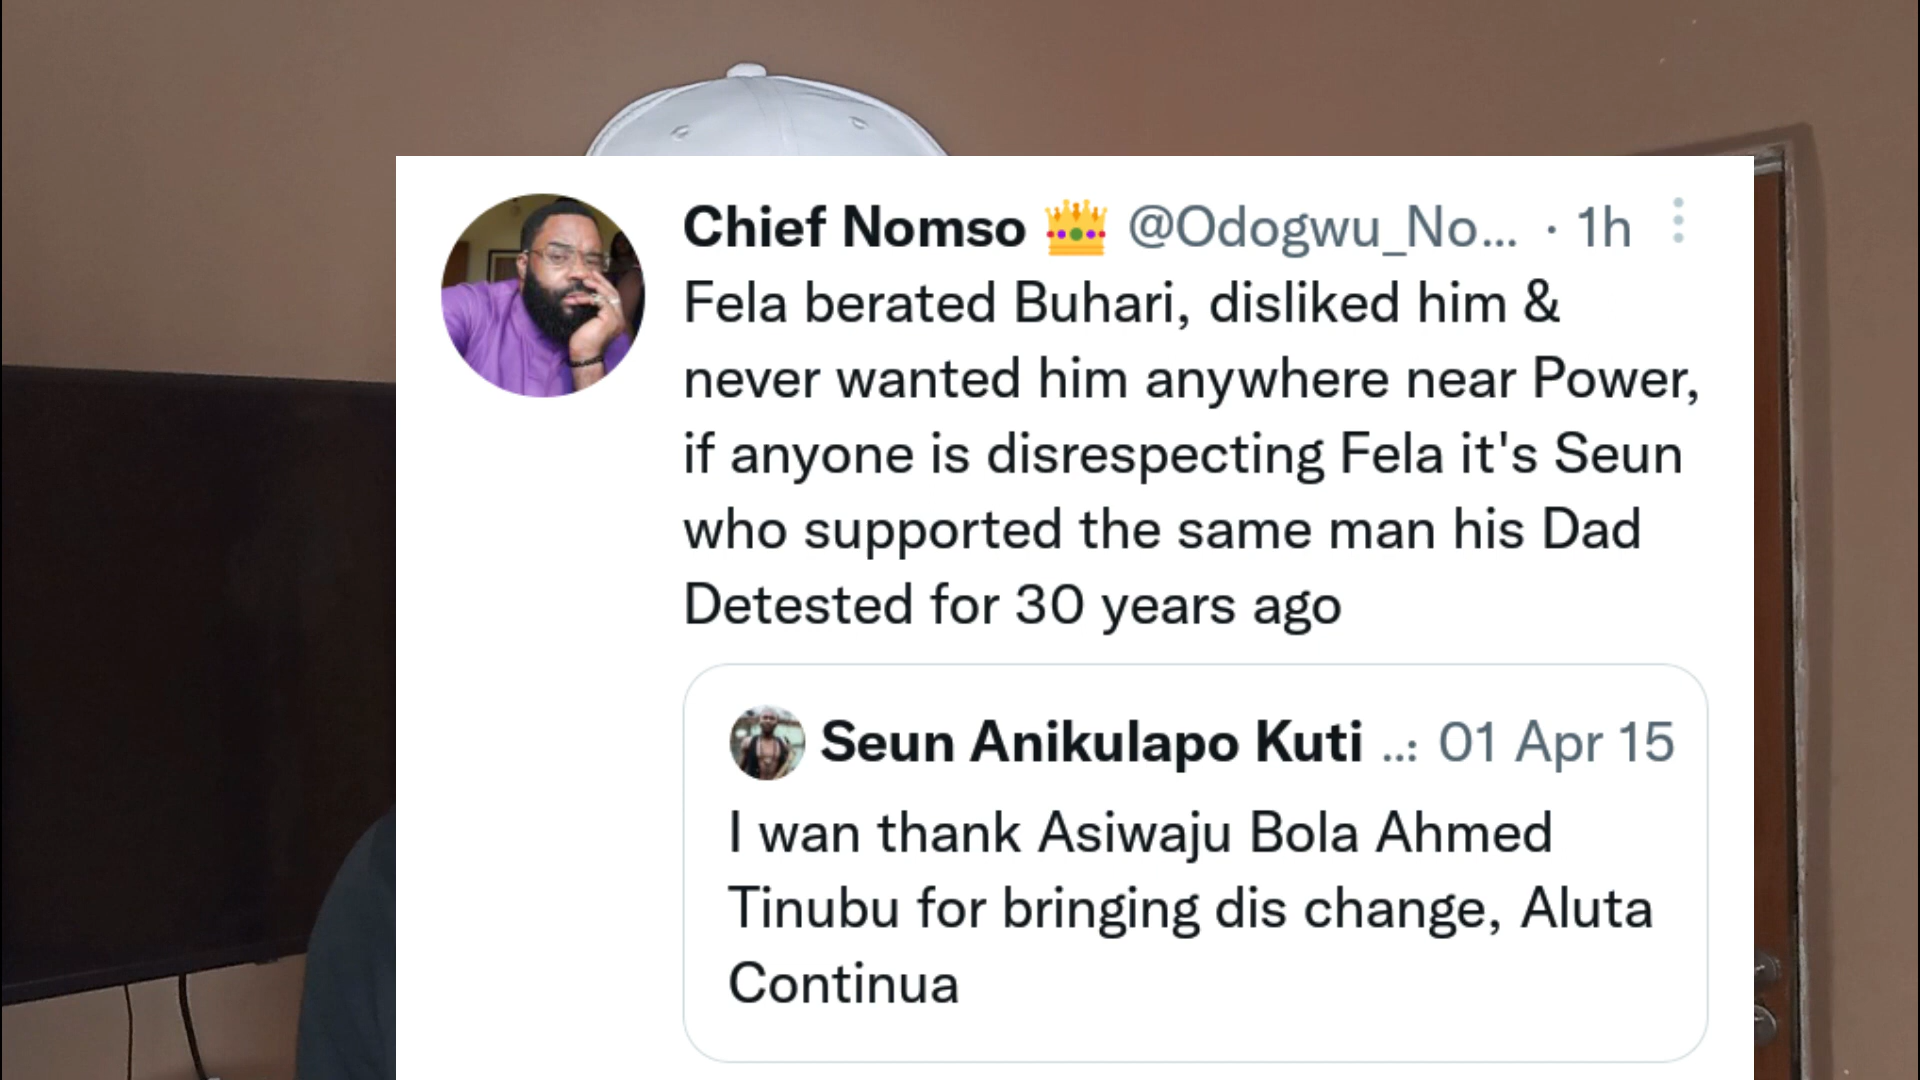 Chief Nomso 👑 @Odogwu_No... · 1h
Fela berated Buhari, disliked him &
never wanted him anywhere near Power,
if anyone is disrespecting Fela it's Seun
who supported the same man his Dad
Detested for 30 years ago
Seun Anikulapo Kuti ..: 01 Apr 15
I wan thank Asiwaju Bola Ahmed
Tinubu for bringing dis change, Aluta
Continua